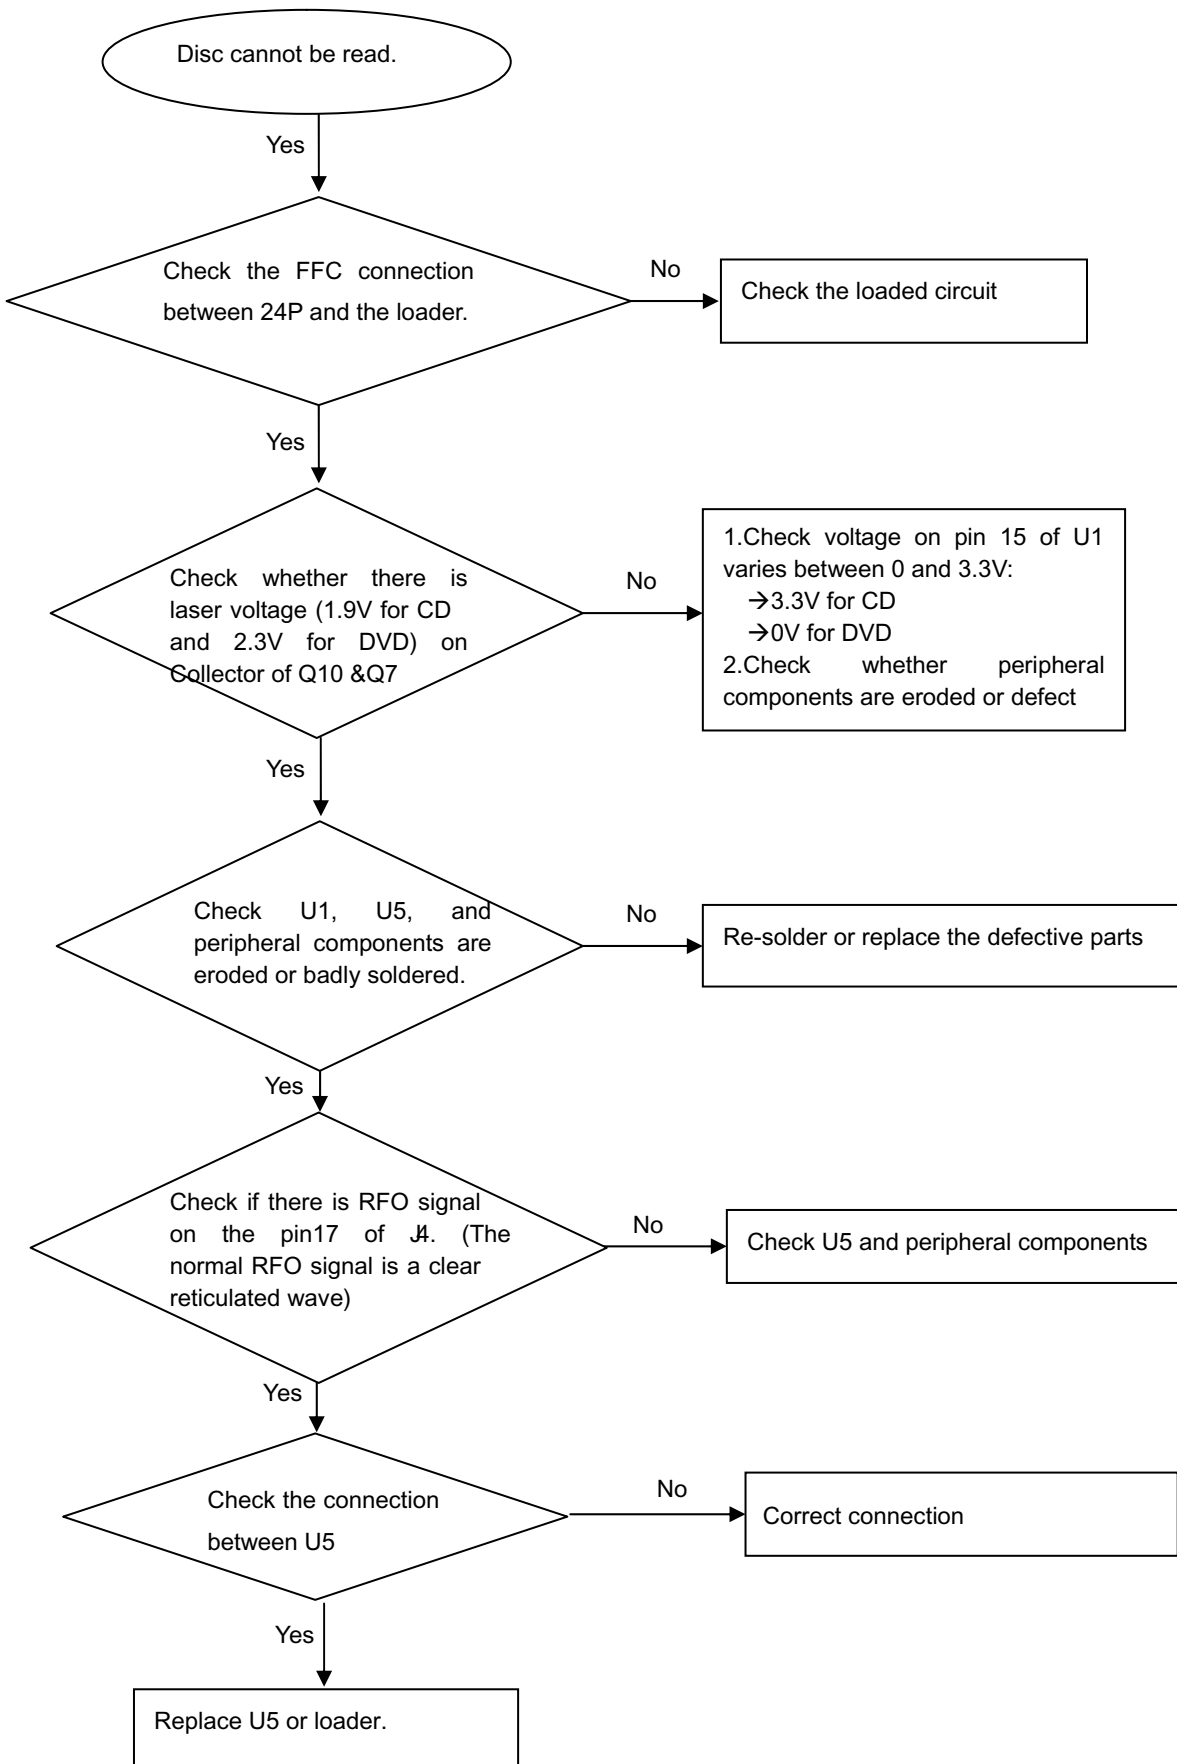 Disc cannot be read.
Yes
Check the FFC connection
between 24P and the loader.
No
Check the loaded circuit
Yes
Check whether there is
laser voltage (1.9V for CD
and 2.3V for DVD) on
Collector of Q10 &Q7
No
1.Check voltage on pin 15 of U1
varies between 0 and 3.3V:
→3.3V for CD
→0V for DVD
2.Check whether peripheral
components are eroded or defect
Yes
Check U1, U5, and
peripheral components are
eroded or badly soldered.
No
Re-solder or replace the defective parts
Yes
Check if there is RFO signal
on the pin17 of J4. (The
normal RFO signal is a clear
reticulated wave)
No
Check U5 and peripheral components
Yes
Check the connection
between U5
No
Correct connection
Yes
Replace U5 or loader.